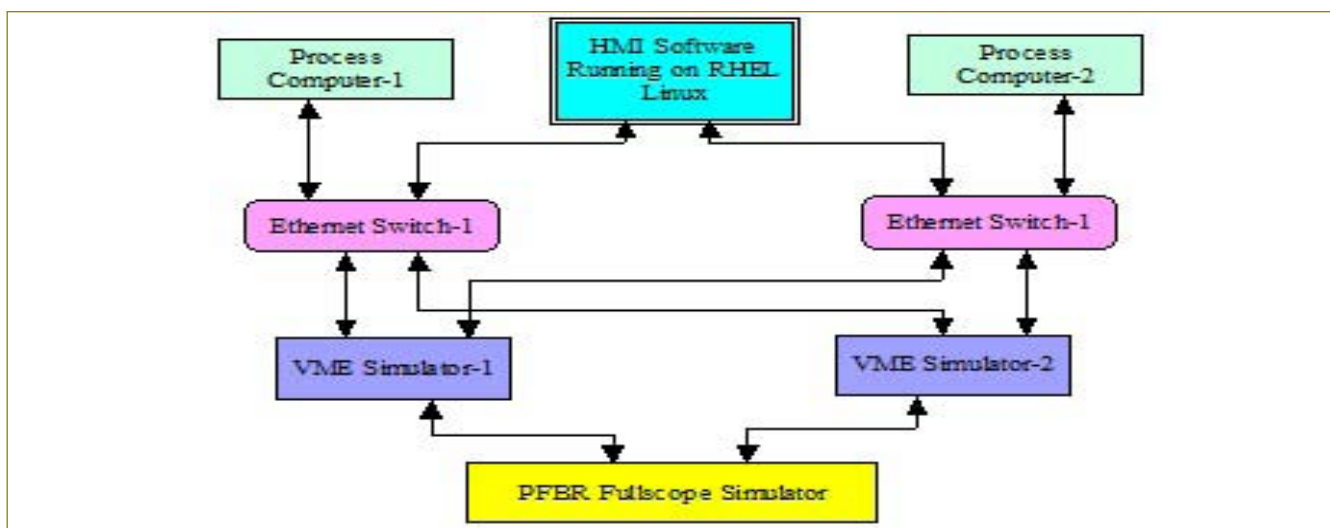 Process
Computer-1
HMI Software
Running on RHEL
Linux
Process
Computer-2
Ethernet Switch-1
Ethernet Switch-1
VME Simulator-1
VME Simulator-2
PFBR Fullscope Simulator